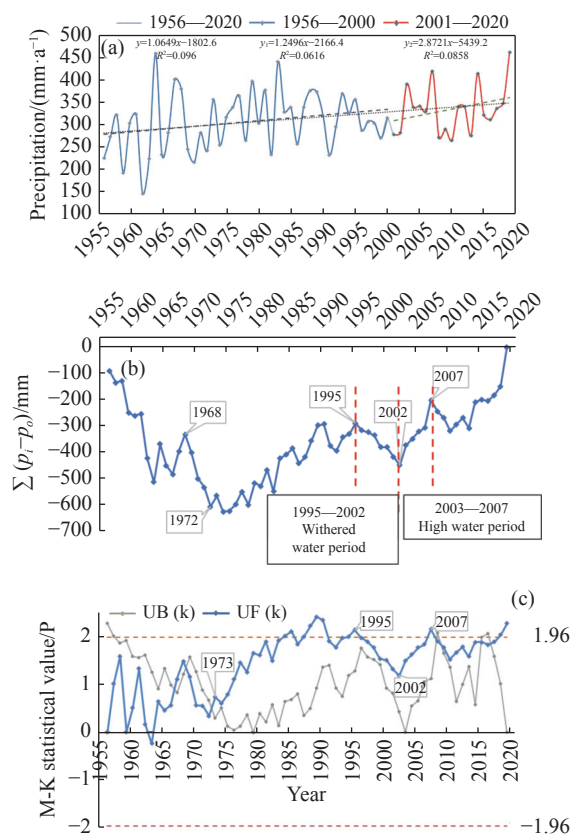 1956—2020 1956—2000 2001—2020
(a)
y=1.0649x−1802.6 y₁=1.2496x−2166.4 y₂=2.8721x−5439.2
R²=0.096 R²=0.0616 R²=0.0858
Precipitation/(mm·a⁻¹)
500
450
400
350
300
250
200
150
100
1955 1960 1965 1970 1975 1980 1985 1990 1995 2000 2005 2010 2015 2020
1955 1960 1965 1970 1975 1980 1985 1990 1995 2000 2005 2010 2015 2020
(b)
∑(pᵢ−pₒ)/mm
0
−100
−200
−300
−400
−500
−600
−700
1968
1972
1995
2002
2007
1995—2002
Withered
water period
2003—2007
High water period
UB (k) UF (k)
(c)
M-K statistical value/P
2
1
0
−1
−2
1973
1995
2007
2002
1.96
−1.96
1955 1960 1965 1970 1975 1980 1985 1990 1995 2000 2005 2010 2015 2020
Year